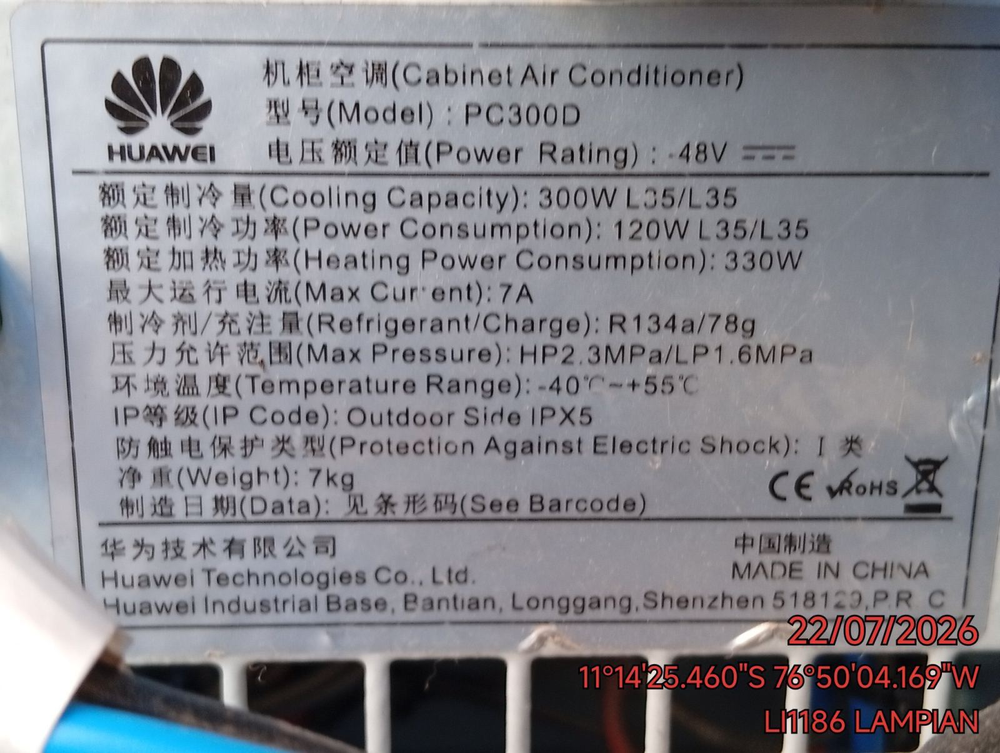 HUAWEI
机柜空调(Cabinet Air Conditioner)
型号(Model) : PC300D
电压额定值(Power Rating) : -48V
额定制冷量(Cooling Capacity): 300W L35/L35
额定制冷功率(Power Consumption): 120W L35/L35
额定加热功率(Heating Power Consumption): 330W
最大运行电流(Max Current): 7A
制冷剂/充注量(Refrigerant/Charge): R134a/78g
压力允许范围(Max Pressure): HP2.3MPa/LP1.6MPa
环境温度(Temperature Range): -40℃~+55℃
IP等级(IP Code): Outdoor Side IPX5
防触电保护类型(Protection Against Electric Shock): I 类
净重(Weight): 7kg
制造日期(Data): 见条形码(See Barcode)
CE RoHS
华为技术有限公司
中国制造
Huawei Technologies Co., Ltd.
MADE IN CHINA
Huawei Industrial Base, Bantian, Longgang, Shenzhen 518129, P.R.C
22/07/2026
11°14'25.460"S 76°50'04.169"W
LI1186 LAMPIAN